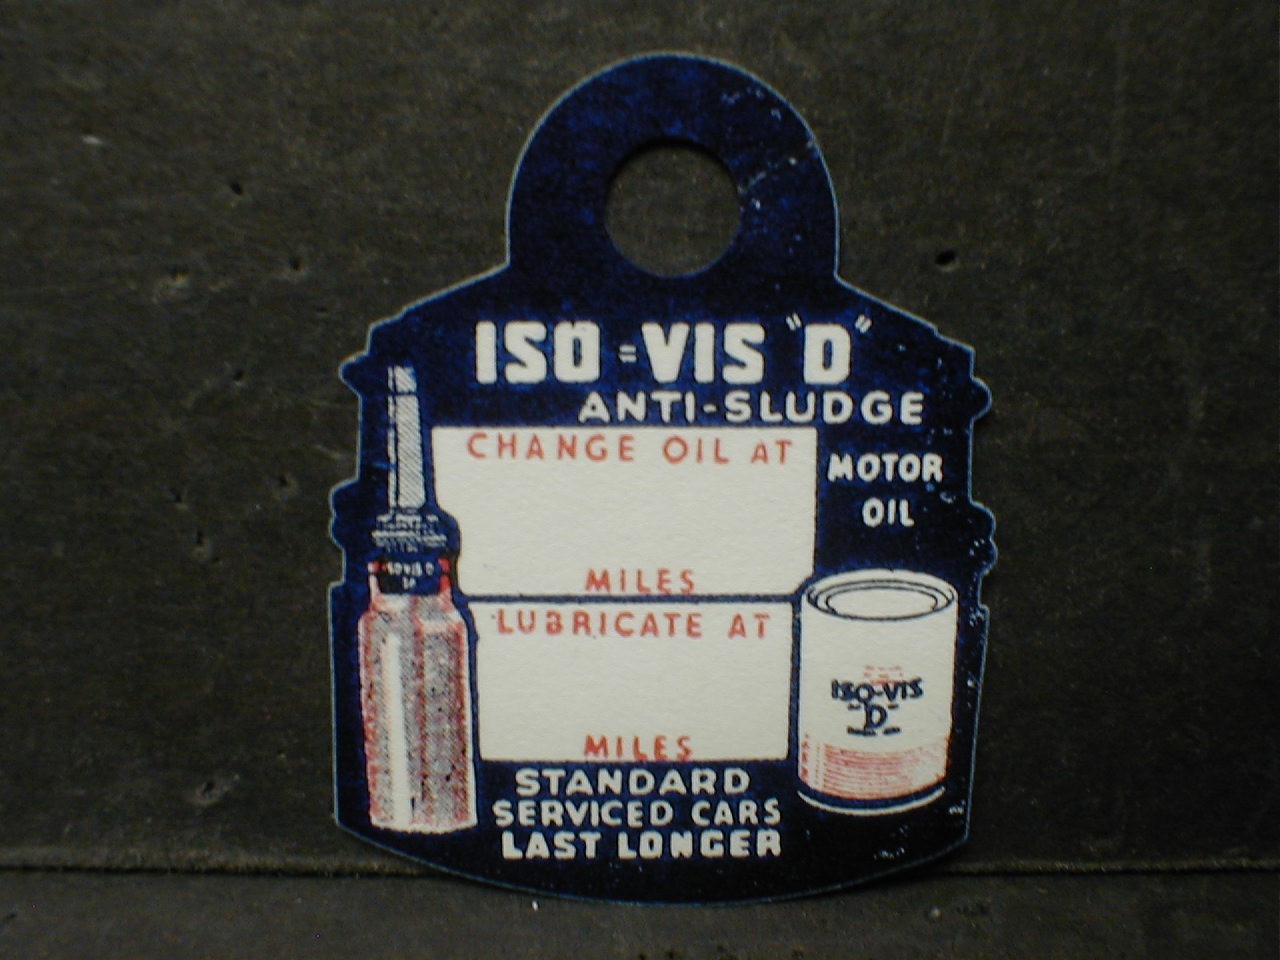 ISO=VIS "D"
ANTI-SLUDGE
MOTOR
OIL
CHANGE OIL AT
MILES
LUBRICATE AT
MILES
ISO-VIS
"D"
STANDARD
SERVICED CARS
LAST LONGER